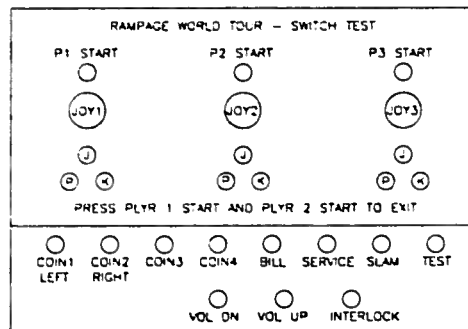 RAMPAGE WORLD TOUR - SWITCH TEST
P1 START P2 START P3 START
JOY1 JOY2 JOY3
J J J
P K P K P K
PRESS PLYR 1 START AND PLYR 2 START TO EXIT
COIN1 LEFT COIN2 RIGHT COIN3 COIN4 BILL SERVICE SLAM TEST
VOL DN VOL UP INTERLOCK